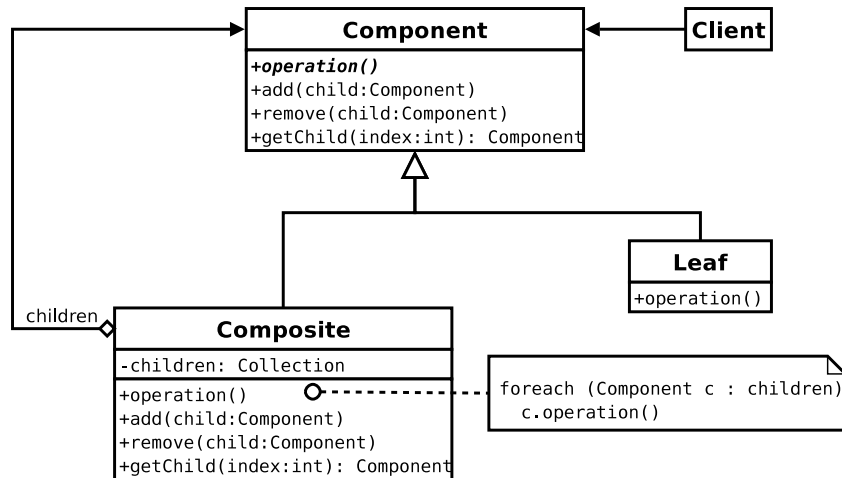 Component
Client
+operation()
+add(child:Component)
+remove(child:Component)
+getChild(index:int): Component
Leaf
+operation()
children
Composite
-children: Collection
+operation()
+add(child:Component)
+remove(child:Component)
+getChild(index:int): Component
foreach (Component c : children)
c.operation()